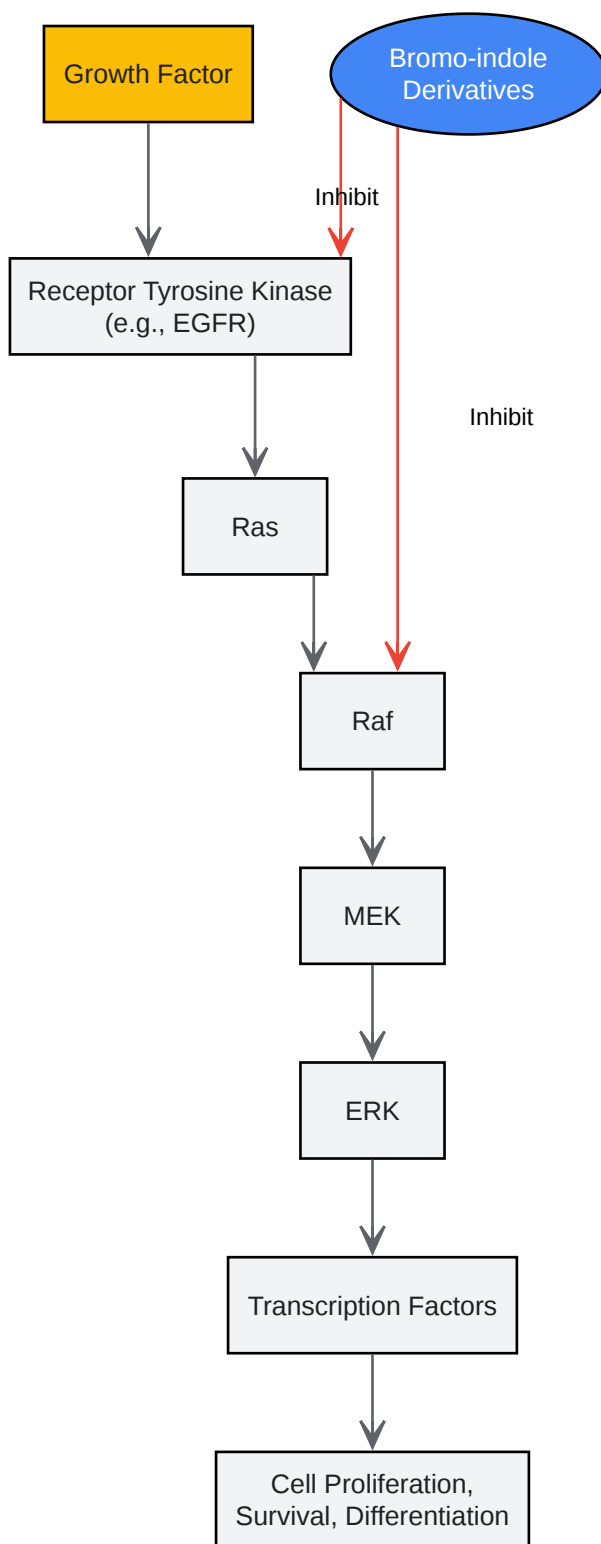 Growth Factor
Bromo-indole
Derivatives
Inhibit
Receptor Tyrosine Kinase
(e.g., EGFR)
Inhibit
Ras
Raf
MEK
ERK
Transcription Factors
Cell Proliferation,
Survival, Differentiation